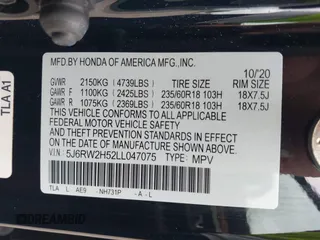 TLA A1
MFD.BY HONDA OF AMERICA MFG.,INC. 10/20
GVWR 2150KG (4739LBS) TIRE SIZE RIM SIZE
GAWR F 1100KG (2425LBS) 235/60R18 103H 18X7.5J
GAWR R 1075KG (2369LBS) 235/60R18 103H 18X7.5J
THIS VEHICLE CONFORMS TO ALL APPLICABLE
FEDERAL MOTOR VEHICLE SAFETY, BUMPER,
AND THEFT PREVENTION STANDARDS IN EFFECT
ON THE DATE OF MANUFACTURE SHOWN ABOVE.
VIN: 5J6RW2H52LL047075 TYPE: MPV
TLA L AE9 NH731P -A -L
© DREAMBID